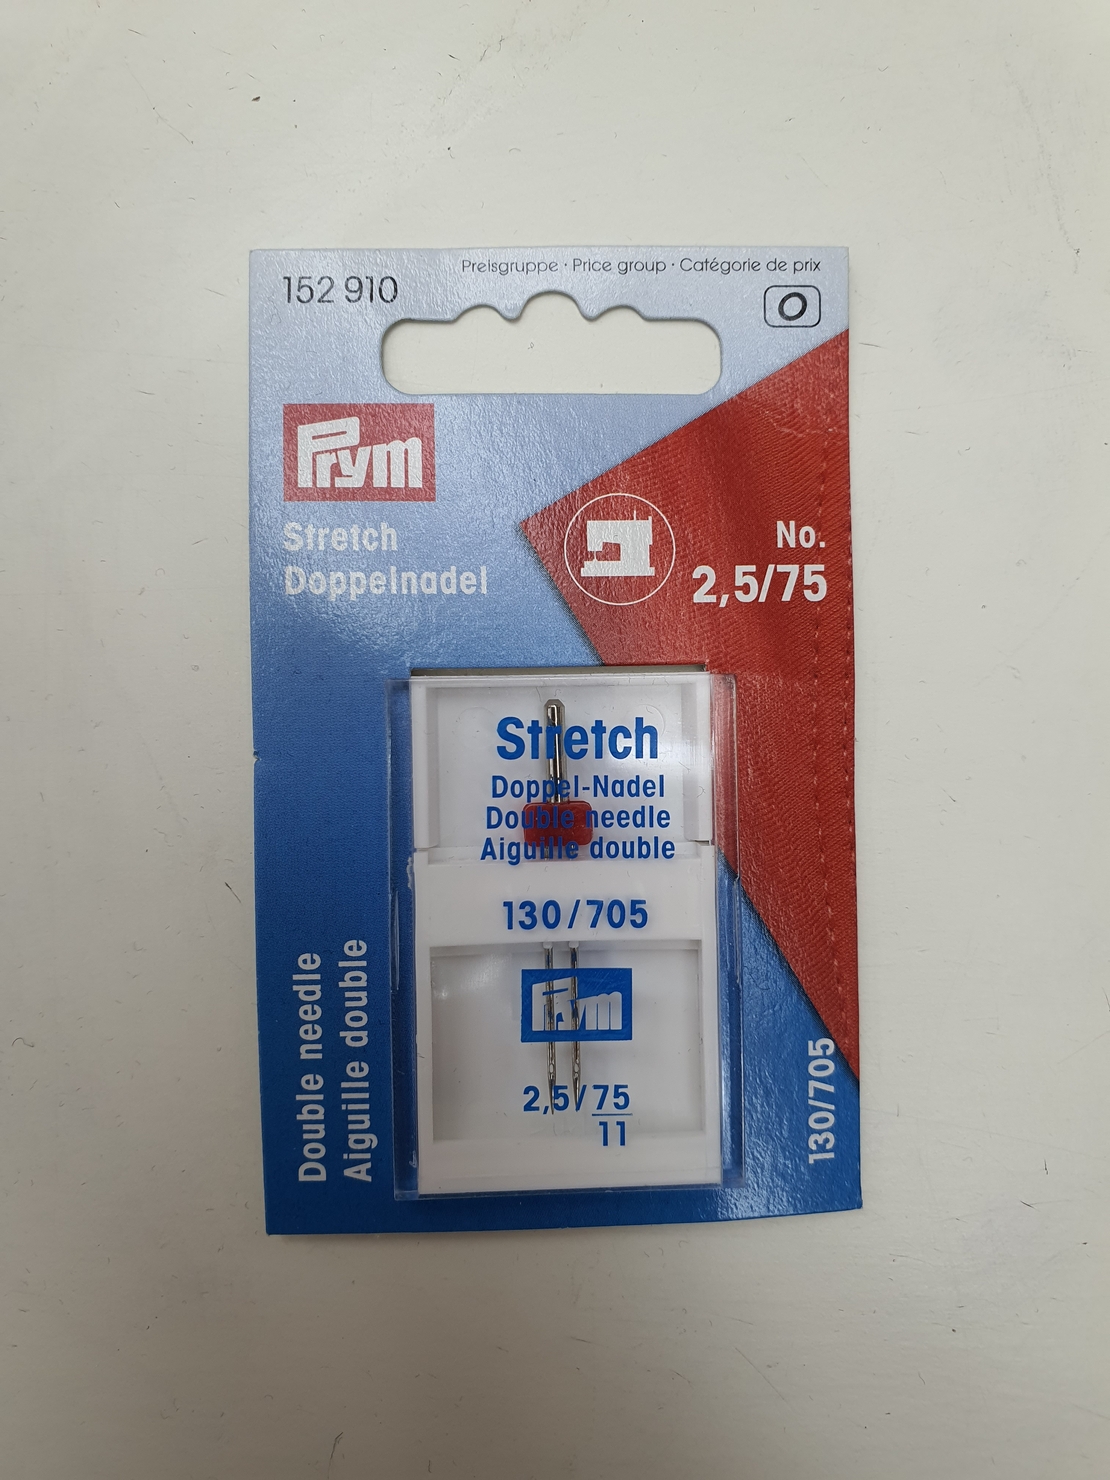 Preisgruppe · Price group · Catégorie de prix
152 910
O
Prym
Stretch
Doppelnadel
No.
2,5/75
Stretch
Doppel-Nadel
Double needle
Aiguille double
130/705
Prym
2,5/75
11
Double needle
Aiguille double
130/705